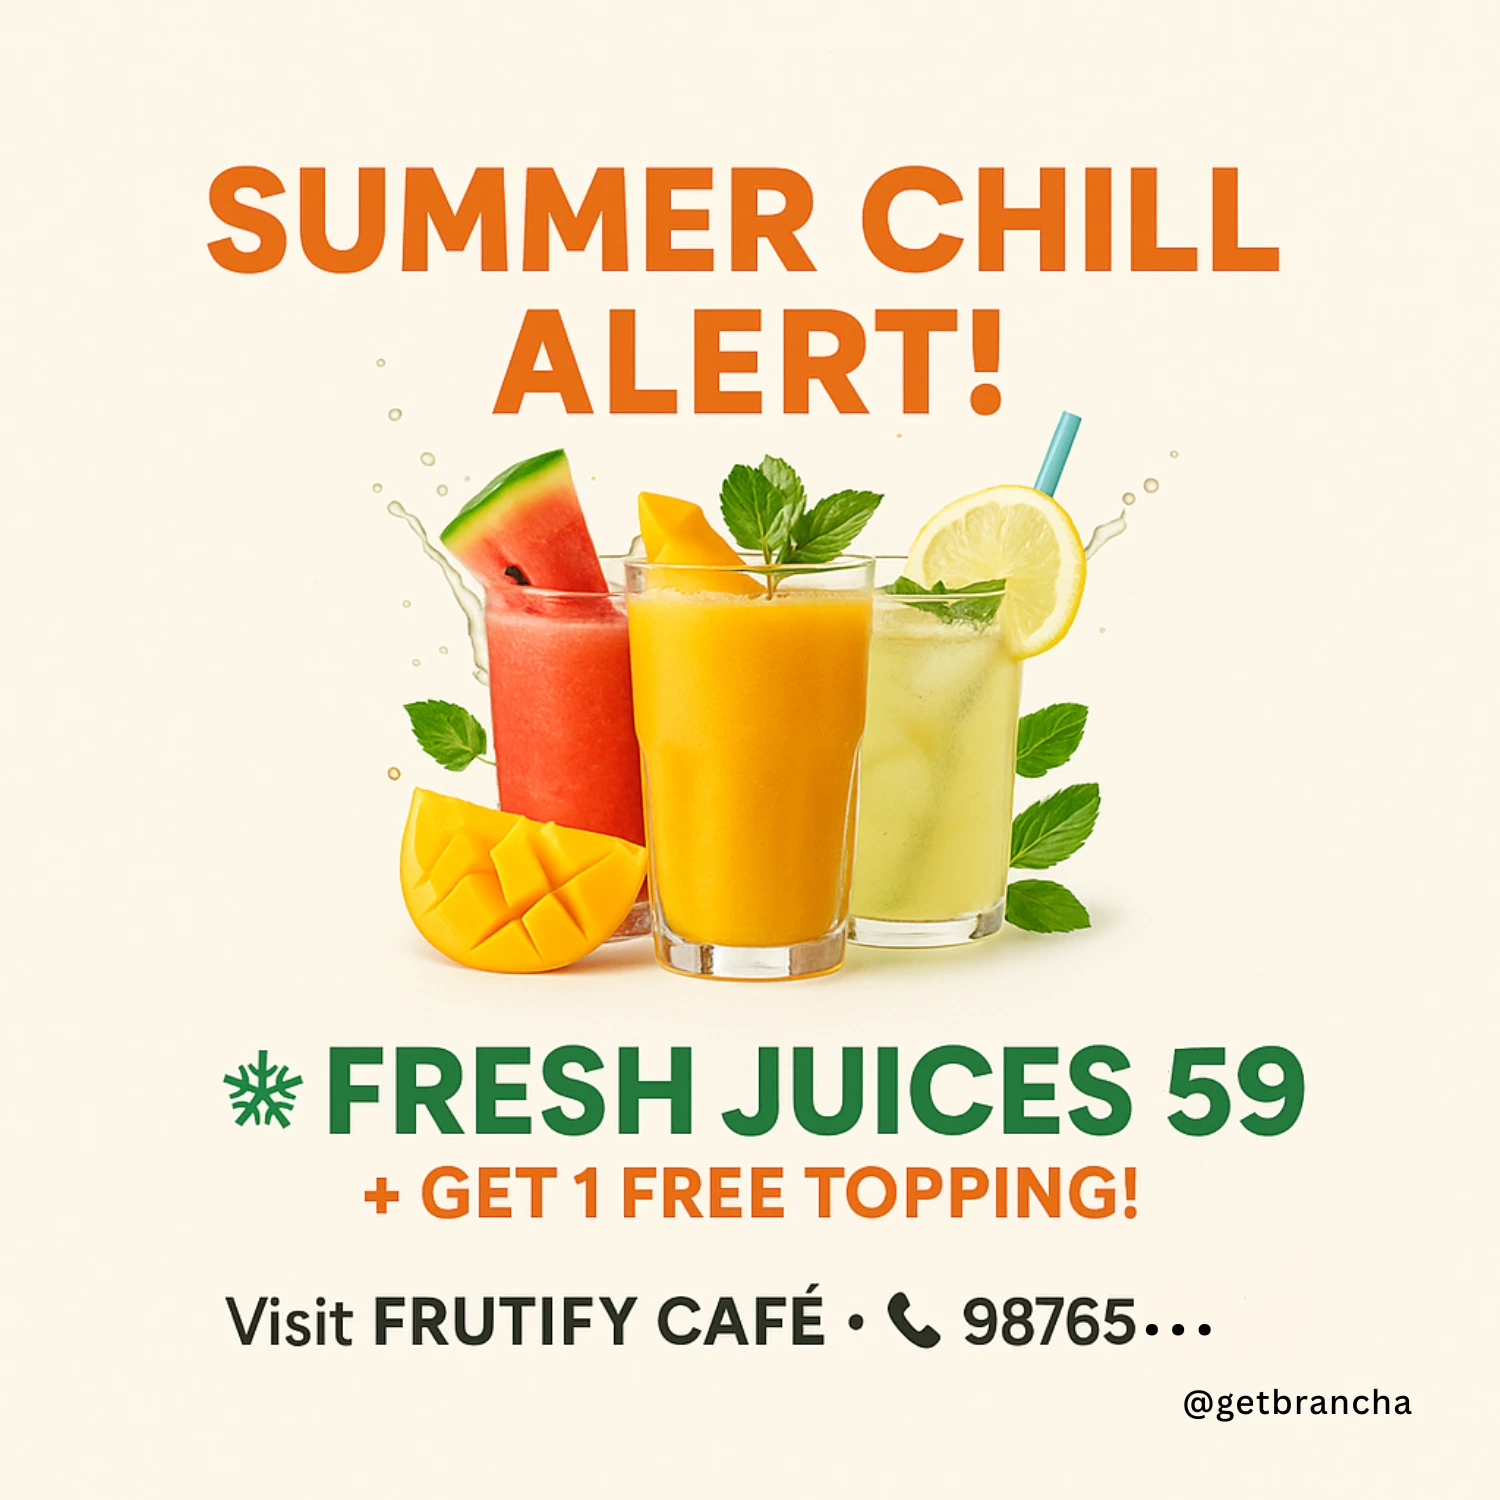 SUMMER CHILL
ALERT!
FRESH JUICES 59
+ GET 1 FREE TOPPING!
Visit FRUTIFY CAFÉ • 98765...
@getbrancha